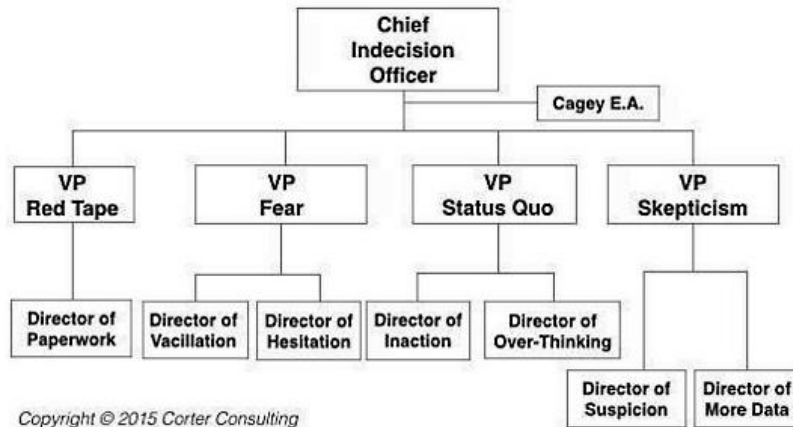 Chief
Indecision
Officer
Cagey E.A.
VP
Red Tape
VP
Fear
VP
Status Quo
VP
Skepticism
Director of
Paperwork
Director of
Vacillation
Director of
Hesitation
Director of
Inaction
Director of
Over-Thinking
Director of
Suspicion
Director of
More Data
Copyright © 2015 Corter Consulting